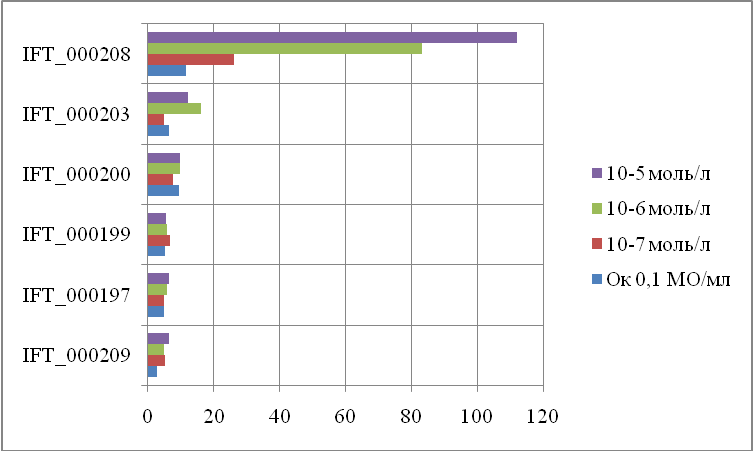 IFT_000208
IFT_000203
IFT_000200
IFT_000199
IFT_000197
IFT_000209
0 20 40 60 80 100 120
10-5 моль/л
10-6 моль/л
10-7 моль/л
Ок 0,1 МО/мл